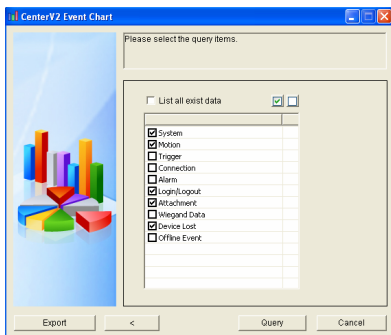 CenterV2 Event Chart
Please select the query items.
List all exist data
System
Motion
Trigger
Connection
Alarm
Login/Logout
Attachment
Wiegand Data
Device Lost
Offline Event
Export < Query Cancel